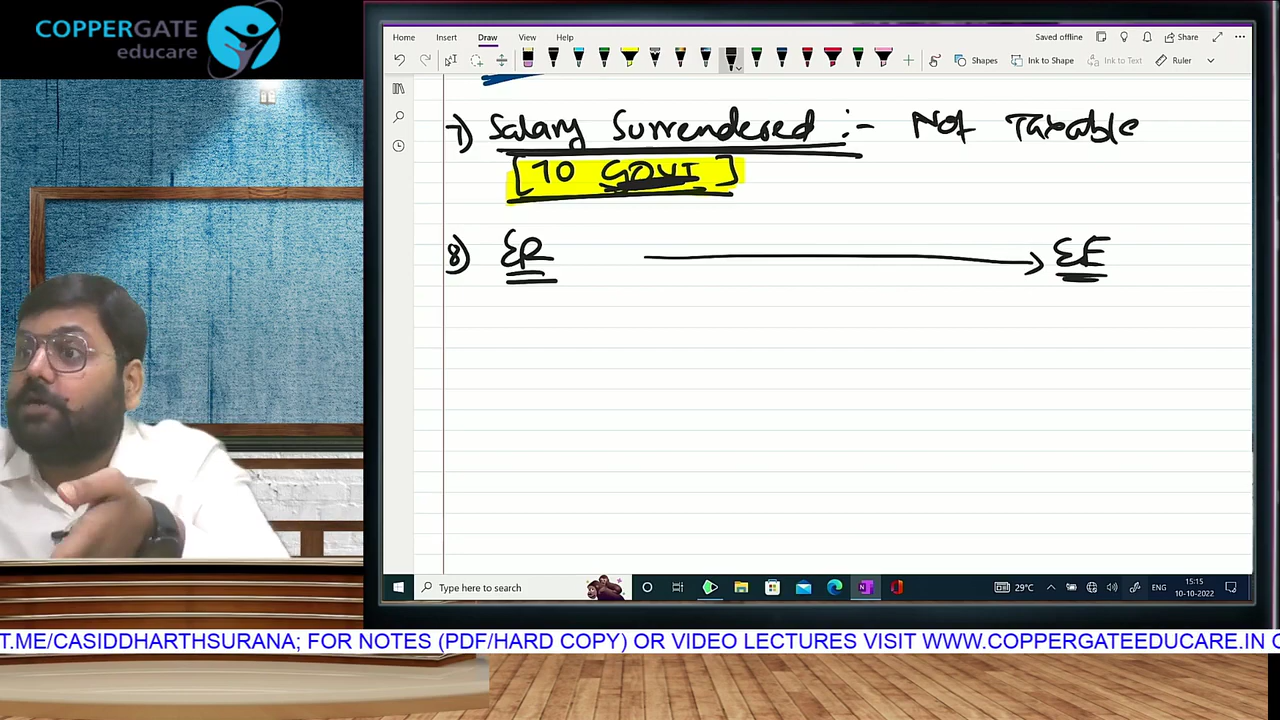 COPPERGATE
educare
Home Insert Draw View Help
Saved offline
Share
Shapes Ink to Shape Ink to Text Ruler
7) Salary Surrendered :- Not Taxable
[TO GOVT]
8) ER → EE
Type here to search
29°C
ENG
15:15
10-10-2022
T.ME/CASIDDHARTHSURANA; FOR NOTES (PDF/HARD COPY) OR VIDEO LECTURES VISIT WWW.COPPERGATEEDUCARE.IN